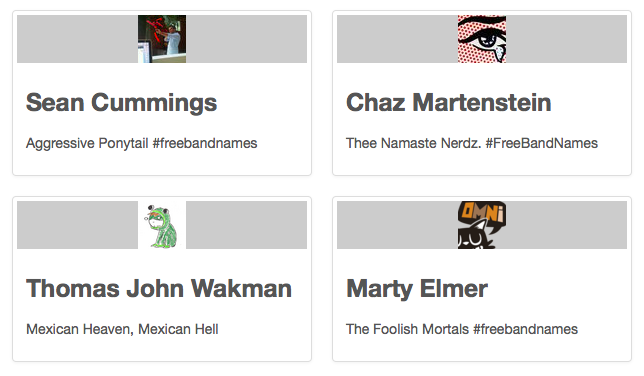 Sean Cummings
Aggressive Ponytail #freebandnames
Chaz Martenstein
Thee Namaste Nerdz. #FreeBandNames
Thomas John Wakman
Mexican Heaven, Mexican Hell
OMNi
Marty Elmer
The Foolish Mortals #freebandnames